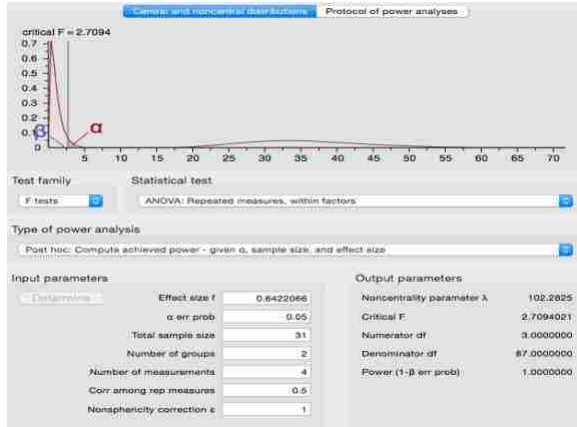 Central and noncentral distributions Protocol of power analyses
critical F = 2.7094
0.7
0.6
0.5
0.4
0.3
0.2
0.1
0
β
α
5 10 15 20 25 30 35 40 45 50 55 60 65 70
Test family Statistical test
F tests ANOVA: Repeated measures, within factors
Type of power analysis
Post hoc: Compute achieved power - given α, sample size, and effect size
Input parameters Output parameters
Determine Effect size f 0.6422066 Noncentrality parameter λ 102.2825
α err prob 0.05 Critical F 2.7094021
Total sample size 31 Numerator df 3.0000000
Number of groups 2 Denominator df 87.0000000
Number of measurements 4 Power (1-β err prob) 1.0000000
Corr among rep measures 0.5
Nonsphericity correction ε 1